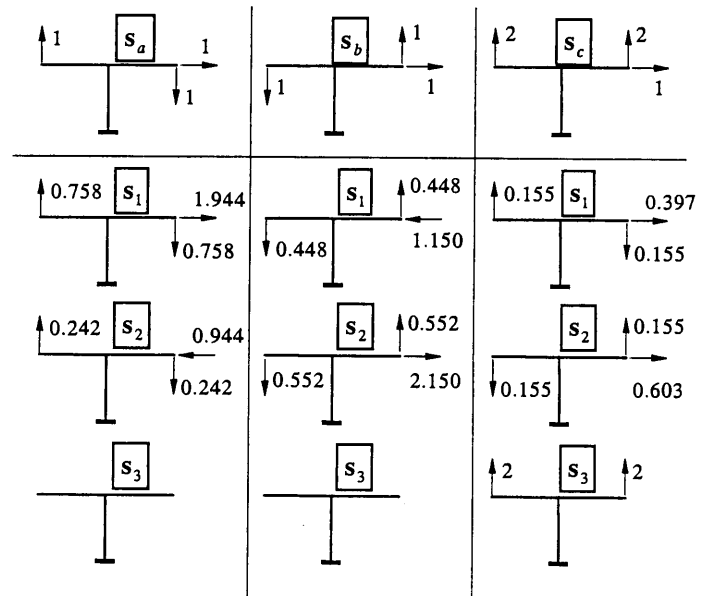 1 S_a 1 1
1 S_b 1 1
2 S_c 2 1
0.758 S_1 1.944 0.758
0.448 S_1 0.448 1.150
0.155 S_1 0.397 0.155
0.242 S_2 0.944 0.242
0.552 S_2 0.552 2.150
0.155 S_2 0.155 0.603
S_3
S_3
2 S_3 2